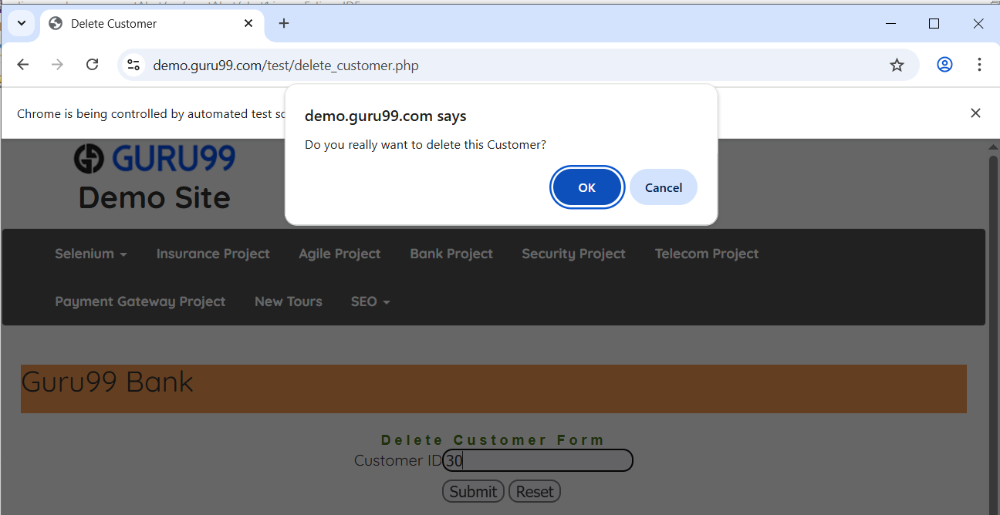 Delete Customer
demo.guru99.com/test/delete_customer.php
Chrome is being controlled by automated test
demo.guru99.com says
Do you really want to delete this Customer?
OK Cancel
GURU99
Demo Site
Selenium Insurance Project Agile Project Bank Project Security Project Telecom Project
Payment Gateway Project New Tours SEO
Guru99 Bank
Delete Customer Form
Customer ID 30
Submit Reset